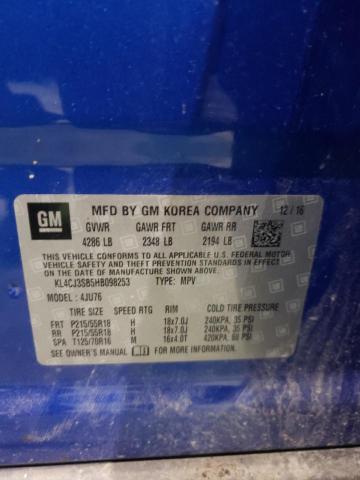 GM
MFD BY GM KOREA COMPANY 12/16
GVWR GAWR FRT GAWR RR
4286 LB 2348 LB 2194 LB
THIS VEHICLE CONFORMS TO ALL APPLICABLE U.S. FEDERAL MOTOR
VEHICLE SAFETY AND THEFT PREVENTION STANDARDS IN EFFECT ON
THE DATE OF MANUFACTURE SHOWN ABOVE.
KL4CJ3SB5HB098253 TYPE: MPV
MODEL: 4JU76
TIRE SIZE SPEED RTG RIM COLD TIRE PRESSURE
FRT P215/55R18 H 18x7.0J 240KPA, 35 PSI
RR P215/55R18 H 18x7.0J 240KPA, 35 PSI
SPA T125/70R16 M 16x4.0T 420KPA, 60 PSI
SEE OWNER'S MANUAL FOR MORE INFORMATION.